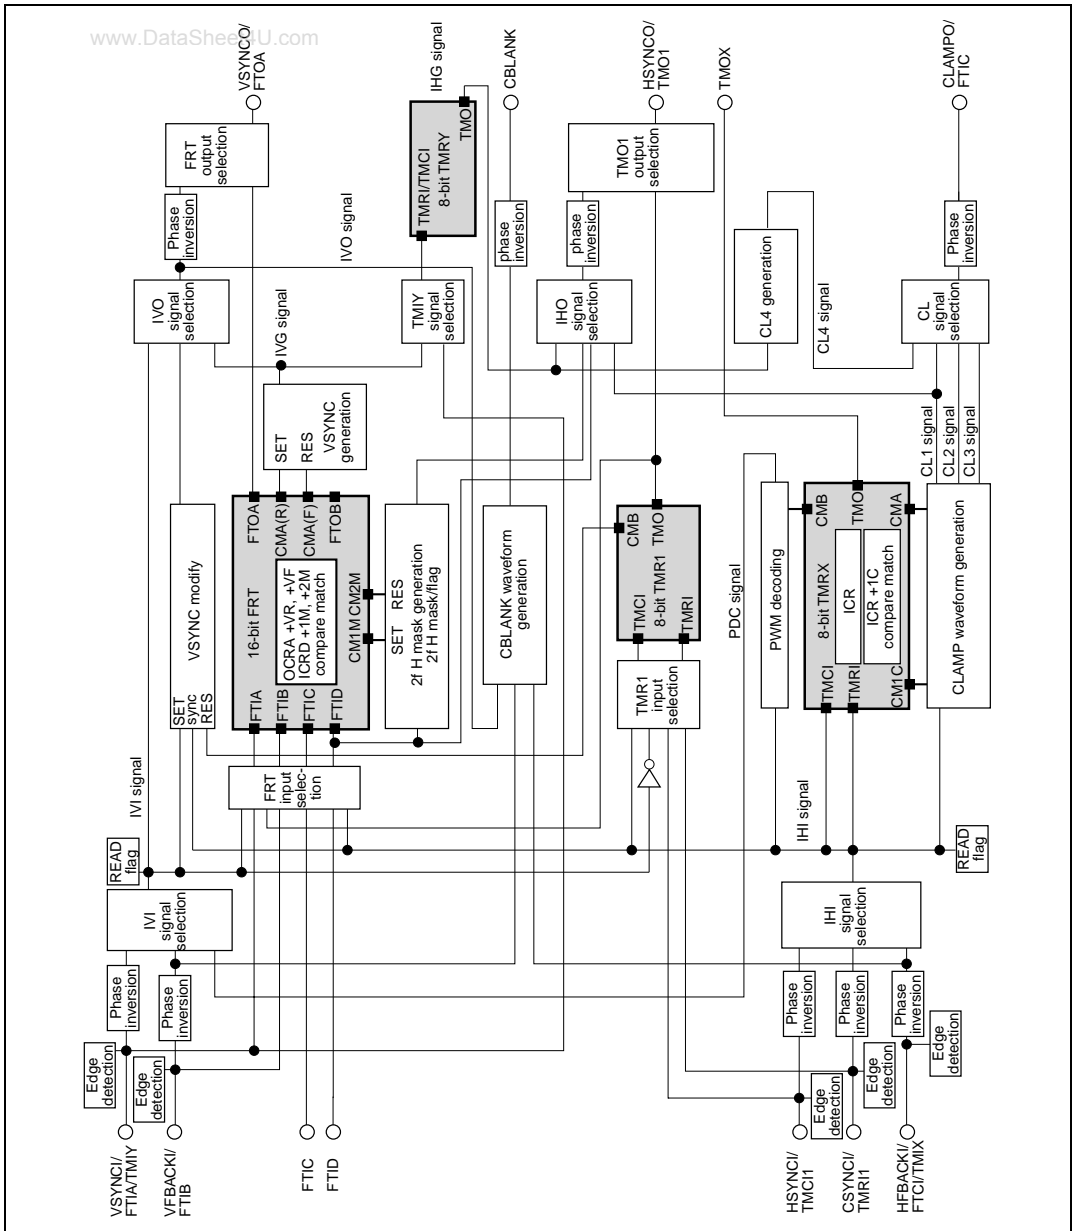 www.DataSheet4U.com
VSYNCO/
FTOA
IHG signal
CBLANK
HSYNCO/
TMO1
TMOX
CLAMPO/
FTIC
FRT
output
selection
TMRI/TMCI
8-bit TMRY
TMO
TMO1
output
selection
Phase
inversion
IVO signal
phase
inversion
phase
inversion
Phase
inversion
IVO
signal
selection
IVG signal
TMIY
signal
selection
IHO
signal
selection
CL4 generation
CL4 signal
CL
signal
selection
SET
RES
VSYNC
generation
CL1 signal
CL2 signal
CL3 signal
VSYNC modify
SET
sync
RES
16-bit FRT
FTOA
CMA(R)
CMA(F)
FTOB
OCRA +VR, +VF
ICRD +1M, +2M
compare match
FTIA
FTIB
FTIC
FTID
CM1M CM2M
SET RES
2f H mask generation
2f H mask/flag
CBLANK waveform
generation
CMB
TMO
TMCI
8-bit TMR1
TMRI
PDC signal
PWM decoding
CMB
TMO
CMA
8-bit TMRX
ICR
ICR +1C
compare match
TMCI
TMRI
CM1C
CLAMP waveform generation
IVI signal
FRT
input
selec-
tion
TMR1
input
selection
IHI signal
READ
flag
READ
flag
IVI
signal
selection
IHI
signal
selection
Phase
inversion
Phase
inversion
Phase
inversion
Phase
inversion
Phase
inversion
Edge
detection
Edge
detection
Edge
detection
Edge
detection
Edge
detection
VSYNCI/
FTIA/TMIY
VFBACKI/
FTIB
FTIC
FTID
HSYNCI/
TMCI1
CSYNCI/
TMRI1
HFBACKI/
FTCI/TMIX